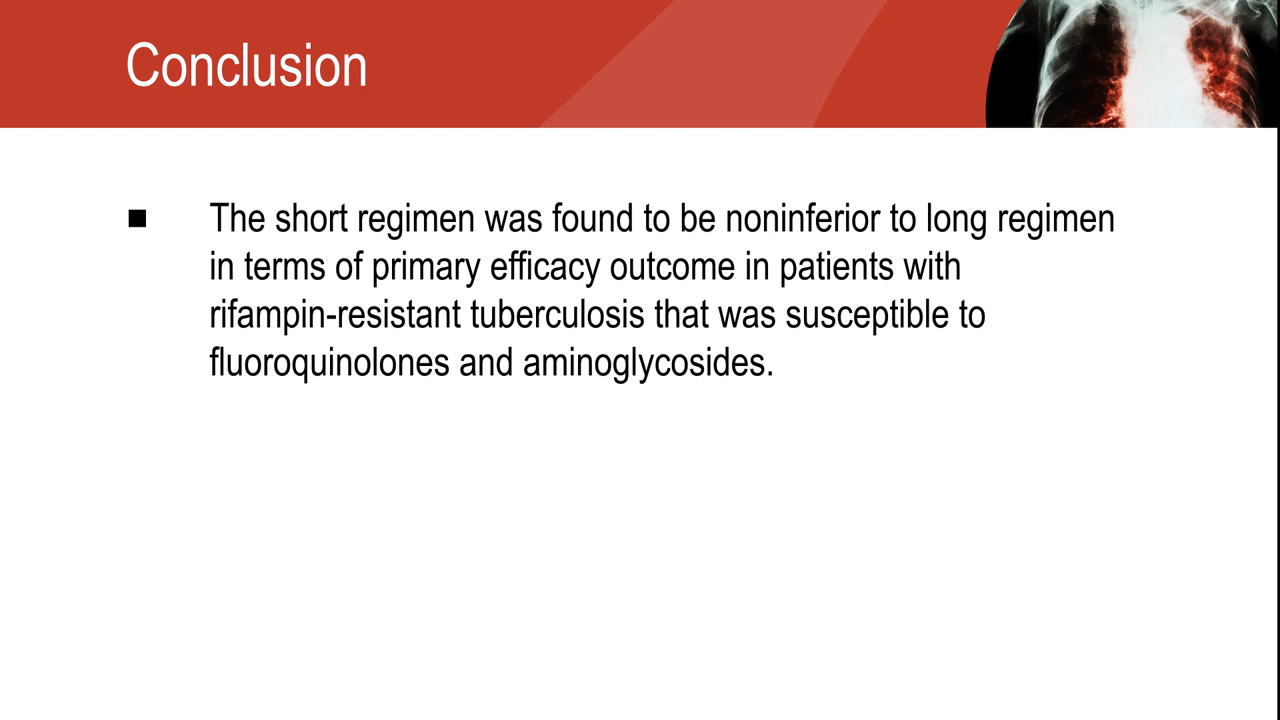 Conclusion
■ The short regimen was found to be noninferior to long regimen
in terms of primary efficacy outcome in patients with
rifampin-resistant tuberculosis that was susceptible to
fluoroquinolones and aminoglycosides.